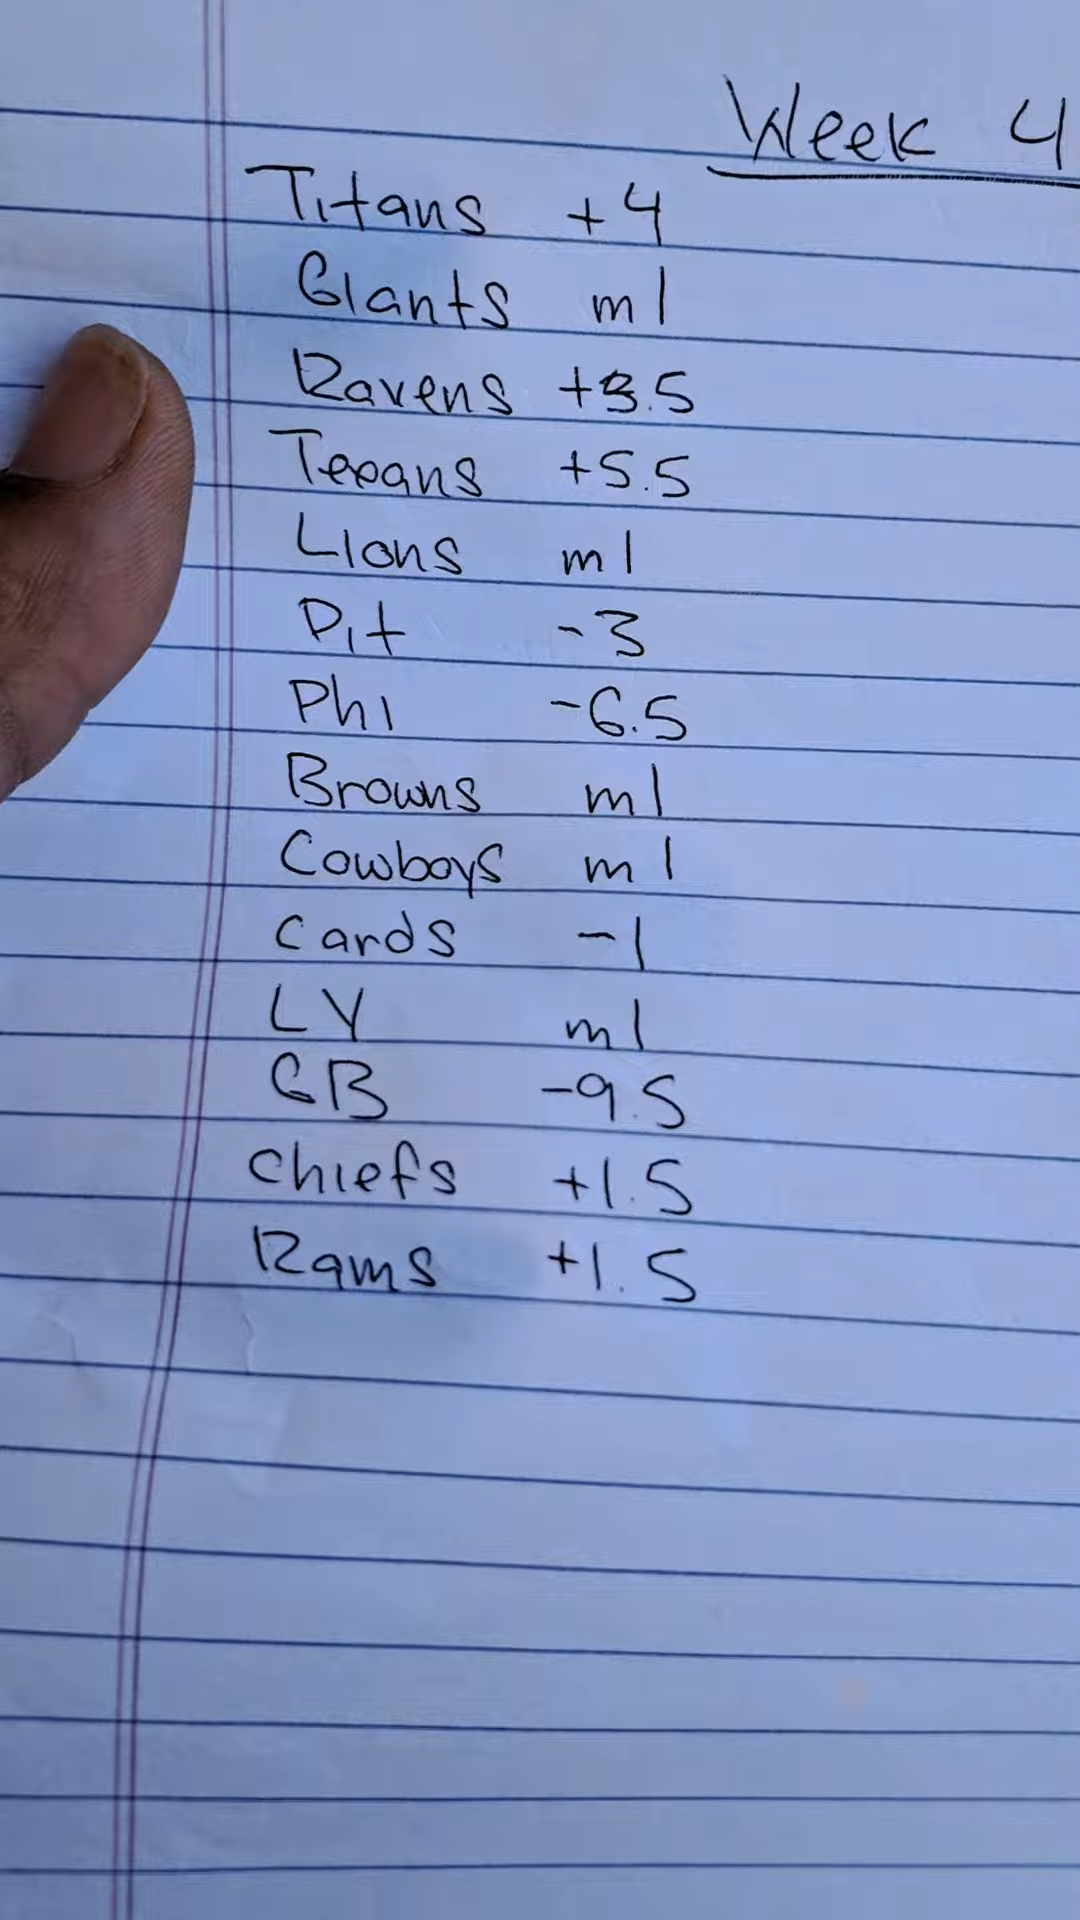 Week 4
Titans +4
Giants ml
Ravens +3.5
Texans +5.5
Lions ml
Pit -3
Phi -6.5
Browns ml
Cowboys ml
Cards -1
LV ml
GB -9.5
Chiefs +1.5
Rams +1.5